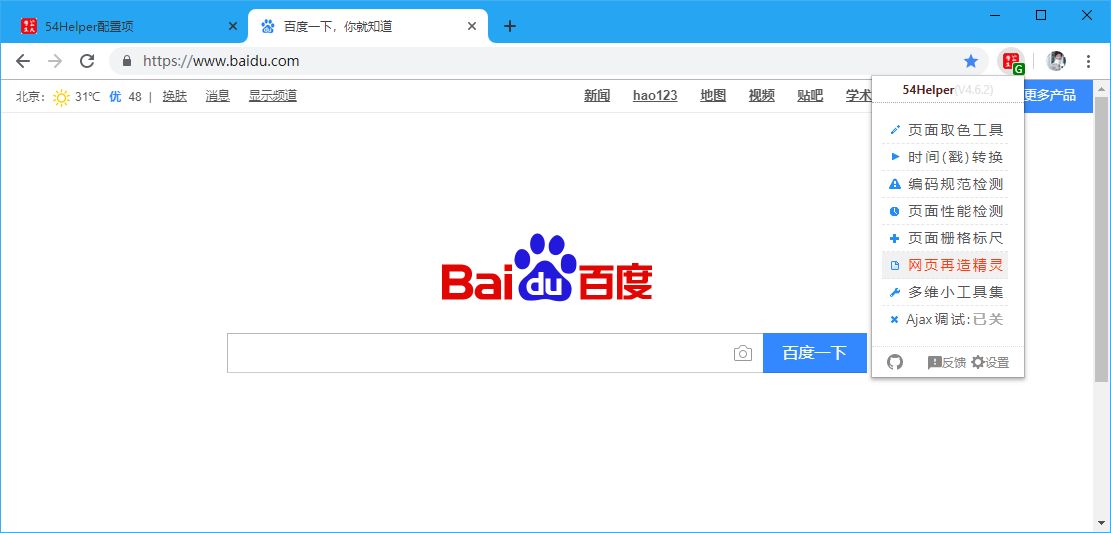 54Helper配置项
百度一下，你就知道
https://www.baidu.com
北京: 31℃ 优 48 | 换肤 消息 显示频道
新闻 hao123 地图 视频 贴吧 学术 更多产品
54Helper(V4.6.2)
页面取色工具
时间(戳)转换
编码规范检测
页面性能检测
页面栅格标尺
网页再造精灵
多维小工具集
Ajax调试:已关
反馈 设置
Bai du 百度
百度一下
G